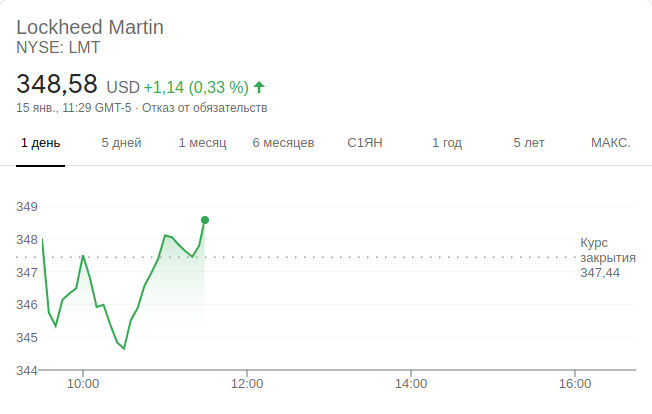 Lockheed Martin
NYSE: LMT
348,58 USD +1,14 (0,33 %)
15 янв., 11:29 GMT-5 · Отказ от обязательств
1 день 5 дней 1 месяц 6 месяцев С1ЯН 1 год 5 лет МАКС.
349
348
347
346
345
344
Курс
закрытия
347,44
10:00 12:00 14:00 16:00